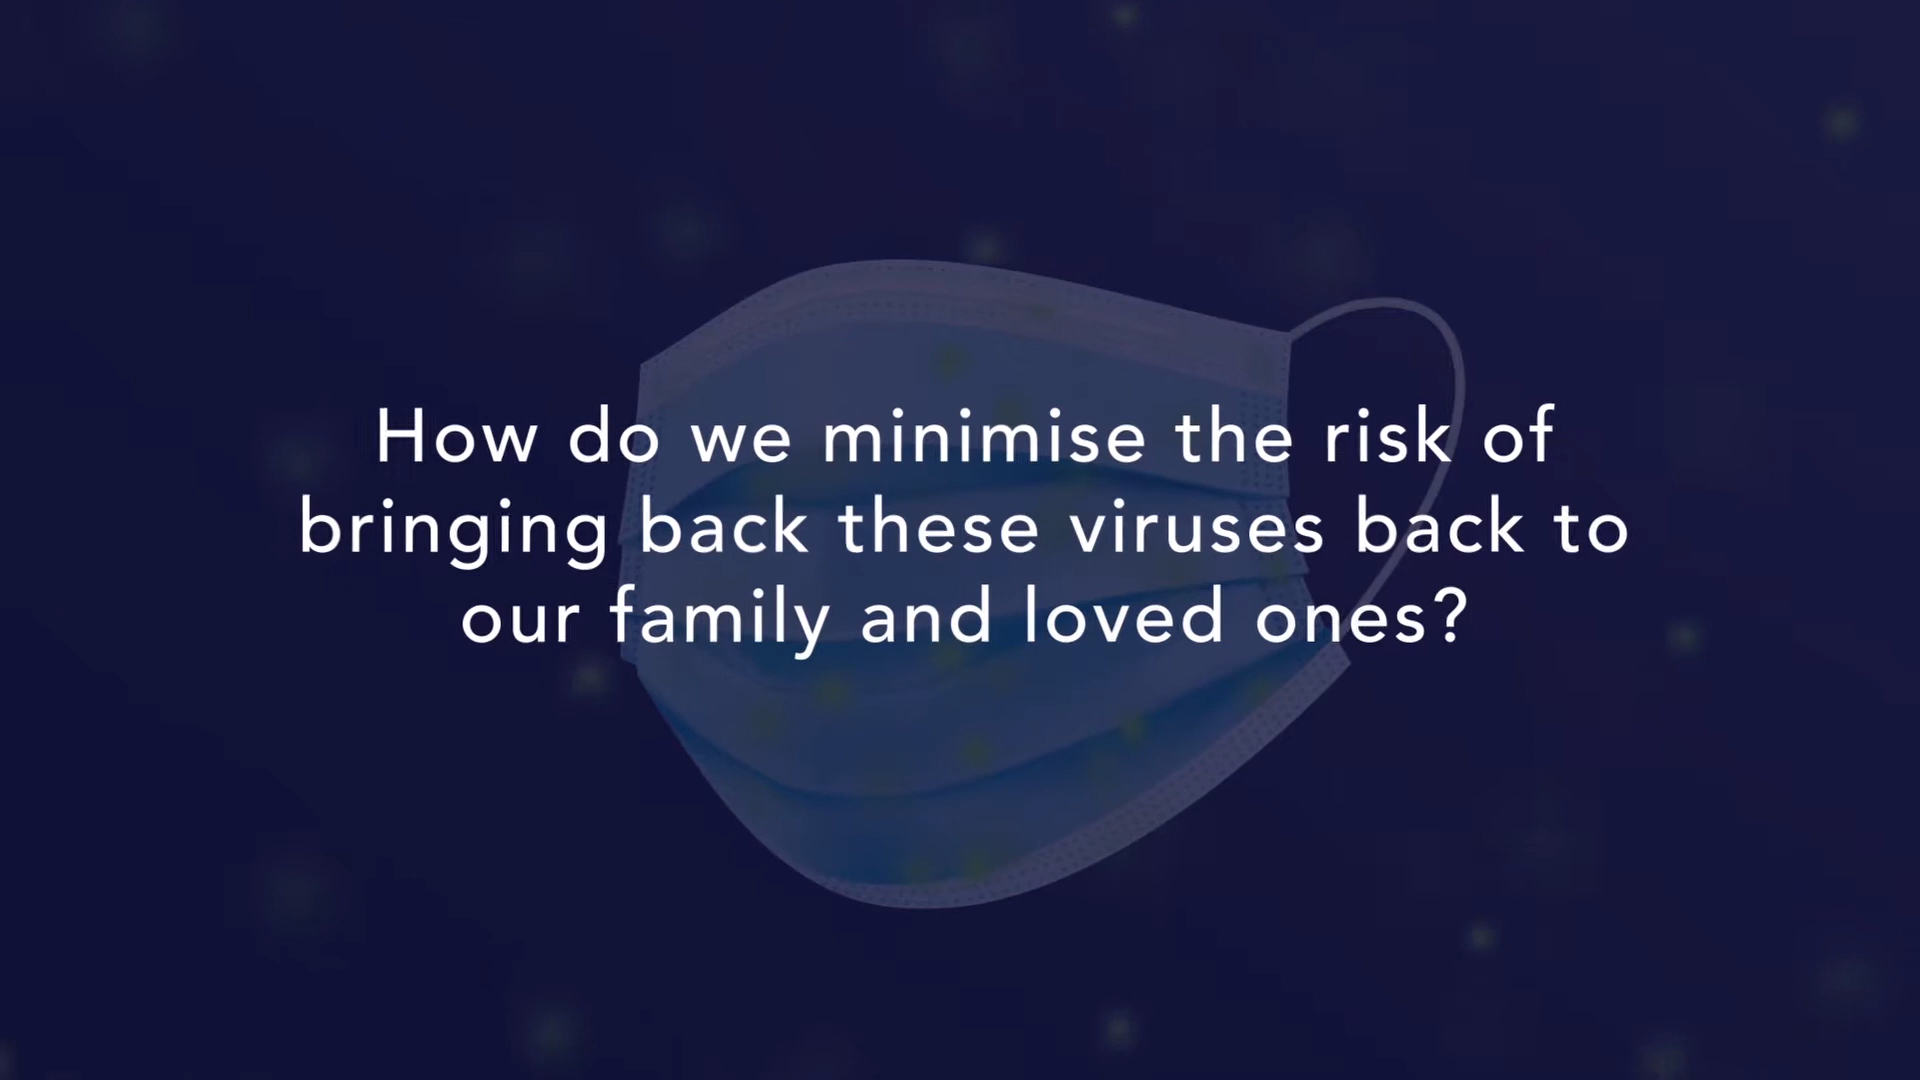 How do we minimise the risk of
bringing back these viruses back to
our family and loved ones?